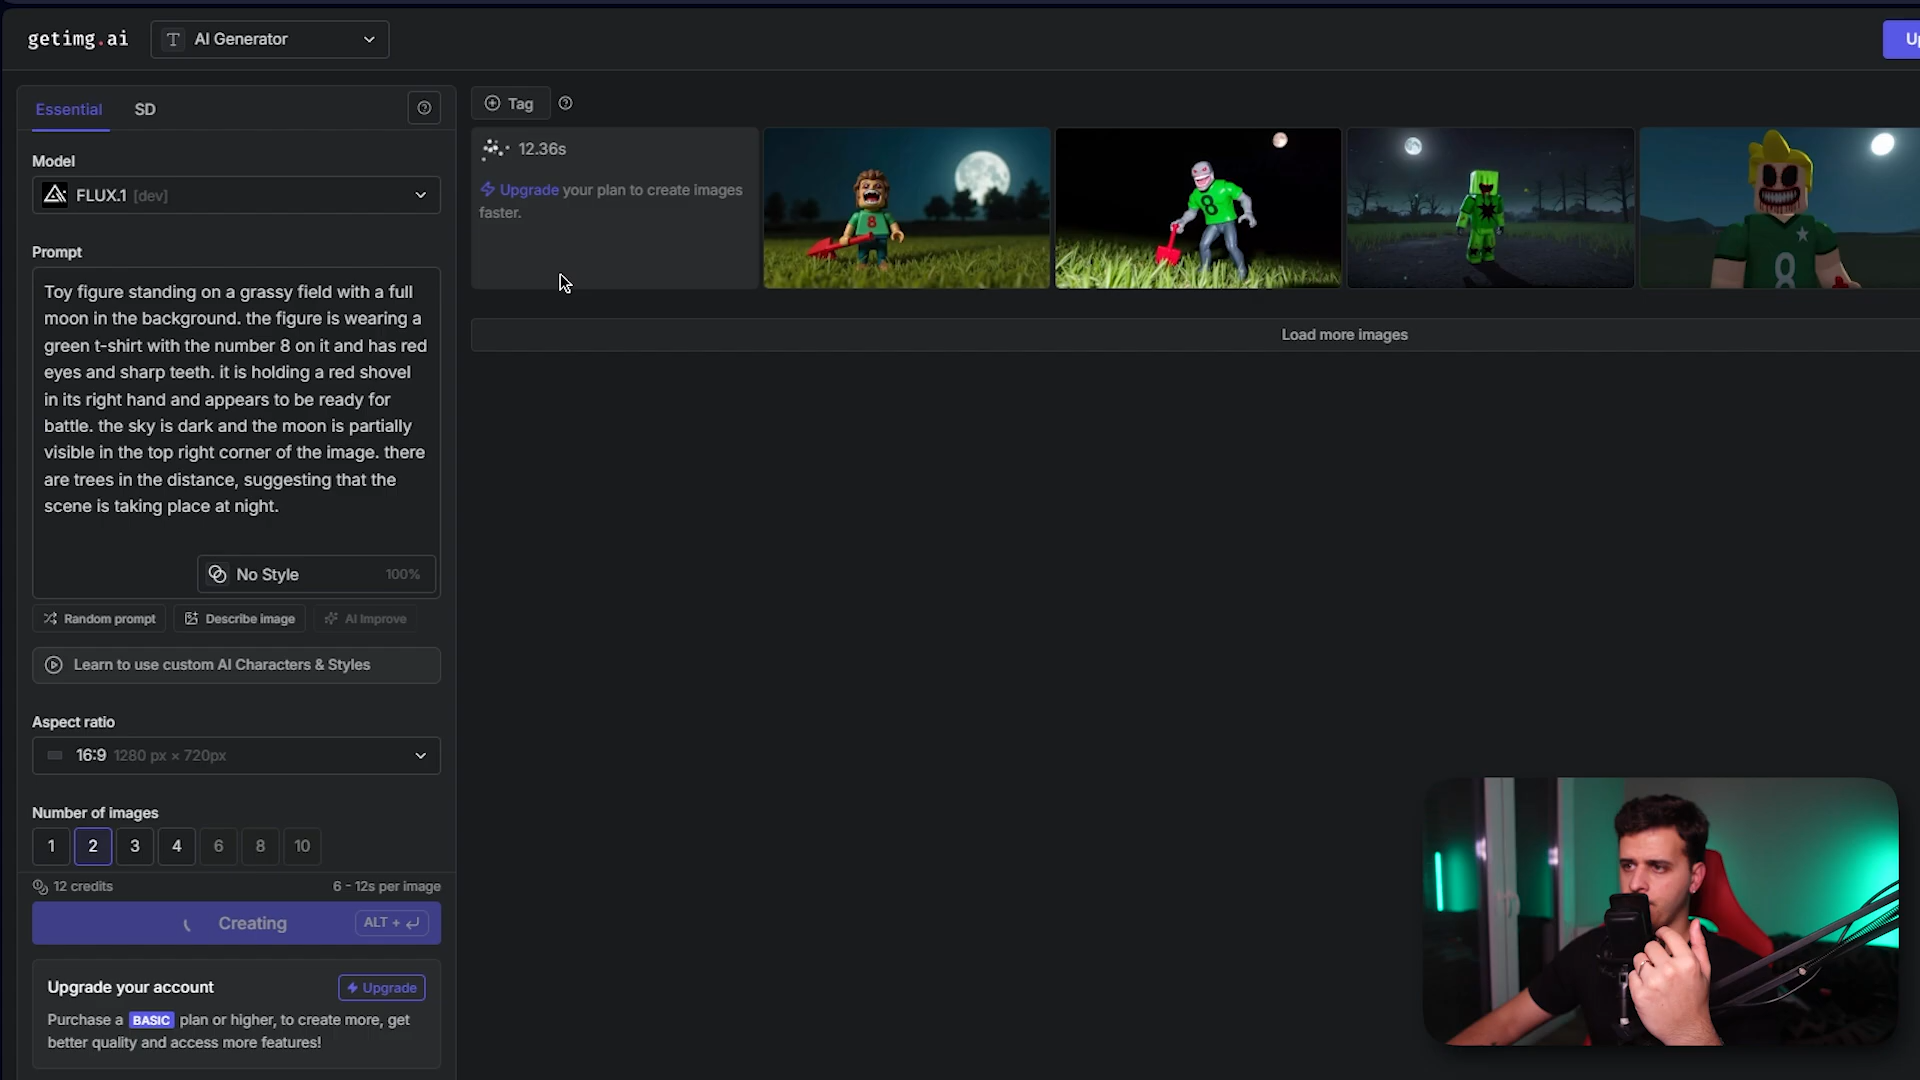 getimg.ai
AI Generator
Essential
SD
Model
FLUX.1 [dev]
Prompt
Toy figure standing on a grassy field with a full
moon in the background. the figure is wearing a
green t-shirt with the number 8 on it and has red
eyes and sharp teeth. it is holding a red shovel
in its right hand and appears to be ready for
battle. the sky is dark and the moon is partially
visible in the top right corner of the image. there
are trees in the distance, suggesting that the
scene is taking place at night.
No Style 100%
Random prompt
Describe image
AI Improve
Learn to use custom AI Characters & Styles
Aspect ratio
16:9 1280 px × 720px
Number of images
1 2 3 4 6 8 10
12 credits
6 - 12s per image
Creating
ALT +
Upgrade your account
Upgrade
Purchase a BASIC plan or higher, to create more, get
better quality and access more features!
Tag
12.36s
Upgrade your plan to create images
faster.
8
8
8
Load more images